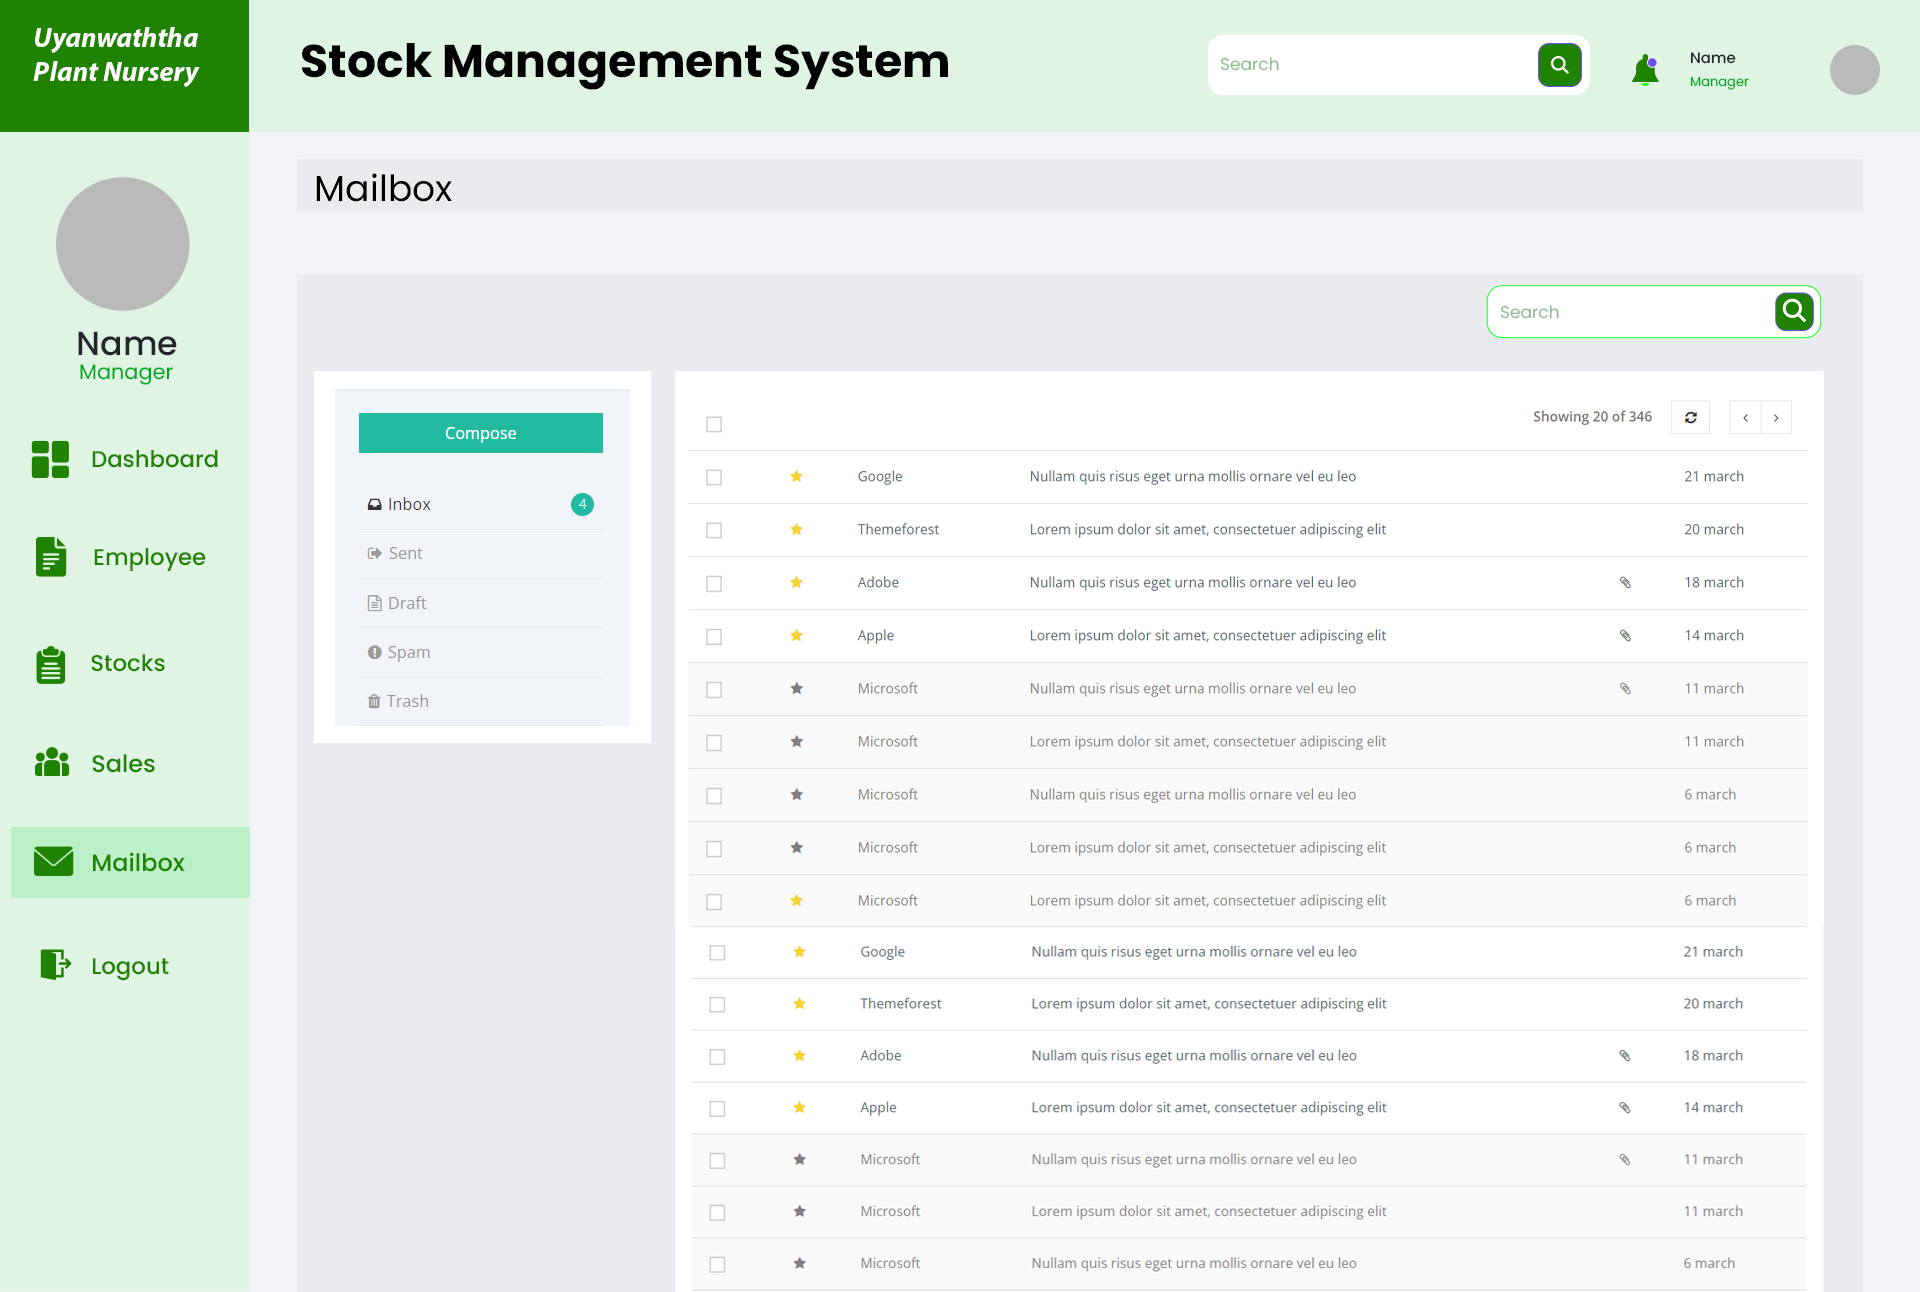 Uyanwaththa
Plant Nursery
Stock Management System
Search
Name
Manager
Name
Manager
Dashboard
Employee
Stocks
Sales
Mailbox
Logout
Mailbox
Search
Compose
Inbox 4
Sent
Draft
Spam
Trash
Showing 20 of 346
Google Nullam quis risus eget urna mollis ornare vel eu leo 21 march
Themeforest Lorem ipsum dolor sit amet, consectetuer adipiscing elit 20 march
Adobe Nullam quis risus eget urna mollis ornare vel eu leo 18 march
Apple Lorem ipsum dolor sit amet, consectetuer adipiscing elit 14 march
Microsoft Nullam quis risus eget urna mollis ornare vel eu leo 11 march
Microsoft Lorem ipsum dolor sit amet, consectetuer adipiscing elit 11 march
Microsoft Nullam quis risus eget urna mollis ornare vel eu leo 6 march
Microsoft Lorem ipsum dolor sit amet, consectetuer adipiscing elit 6 march
Microsoft Lorem ipsum dolor sit amet, consectetuer adipiscing elit 6 march
Google Nullam quis risus eget urna mollis ornare vel eu leo 21 march
Themeforest Lorem ipsum dolor sit amet, consectetuer adipiscing elit 20 march
Adobe Nullam quis risus eget urna mollis ornare vel eu leo 18 march
Apple Lorem ipsum dolor sit amet, consectetuer adipiscing elit 14 march
Microsoft Nullam quis risus eget urna mollis ornare vel eu leo 11 march
Microsoft Lorem ipsum dolor sit amet, consectetuer adipiscing elit 11 march
Microsoft Nullam quis risus eget urna mollis ornare vel eu leo 6 march